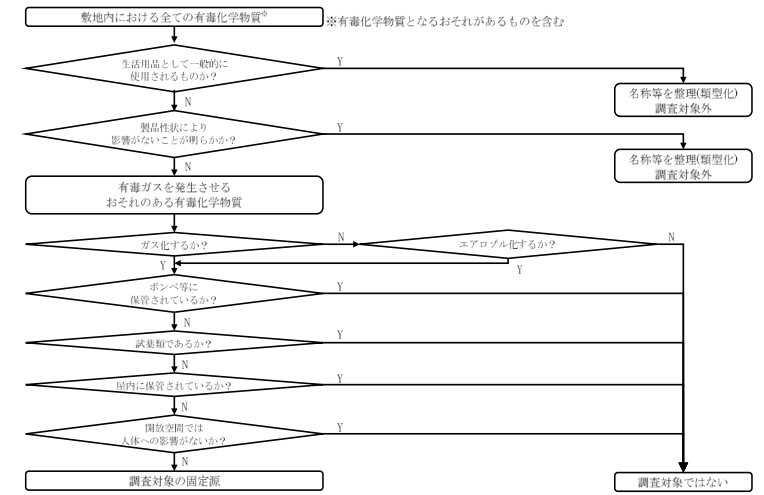 敷地内における全ての有毒化学物質※
※有毒化学物質となるおそれがあるものを含む
生活用品として一般的に
使用されるものか？
Y
N
名称等を整理(類型化)
調査対象外
製品性状により
影響がないことが明らかか？
Y
N
名称等を整理(類型化)
調査対象外
有毒ガスを発生させる
おそれのある有毒化学物質
ガス化するか？
N
エアロゾル化するか？
N
Y
Y
ボンベ等に
保管されているか？
Y
N
試薬類であるか？
Y
N
屋内に保管されているか？
Y
N
開放空間では
人体への影響がないか？
Y
N
調査対象の固定源
調査対象ではない